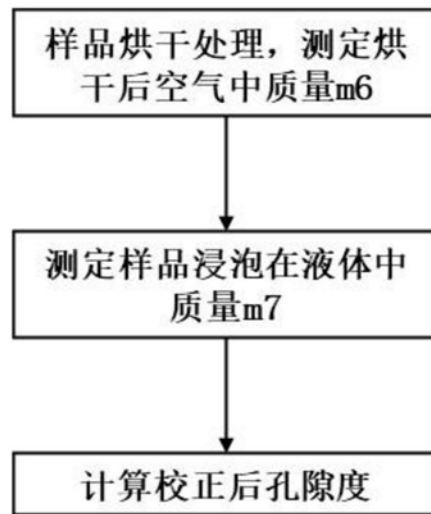 样品烘干处理，测定烘
干后空气中质量m6
测定样品浸泡在液体中
质量m7
计算校正后孔隙度